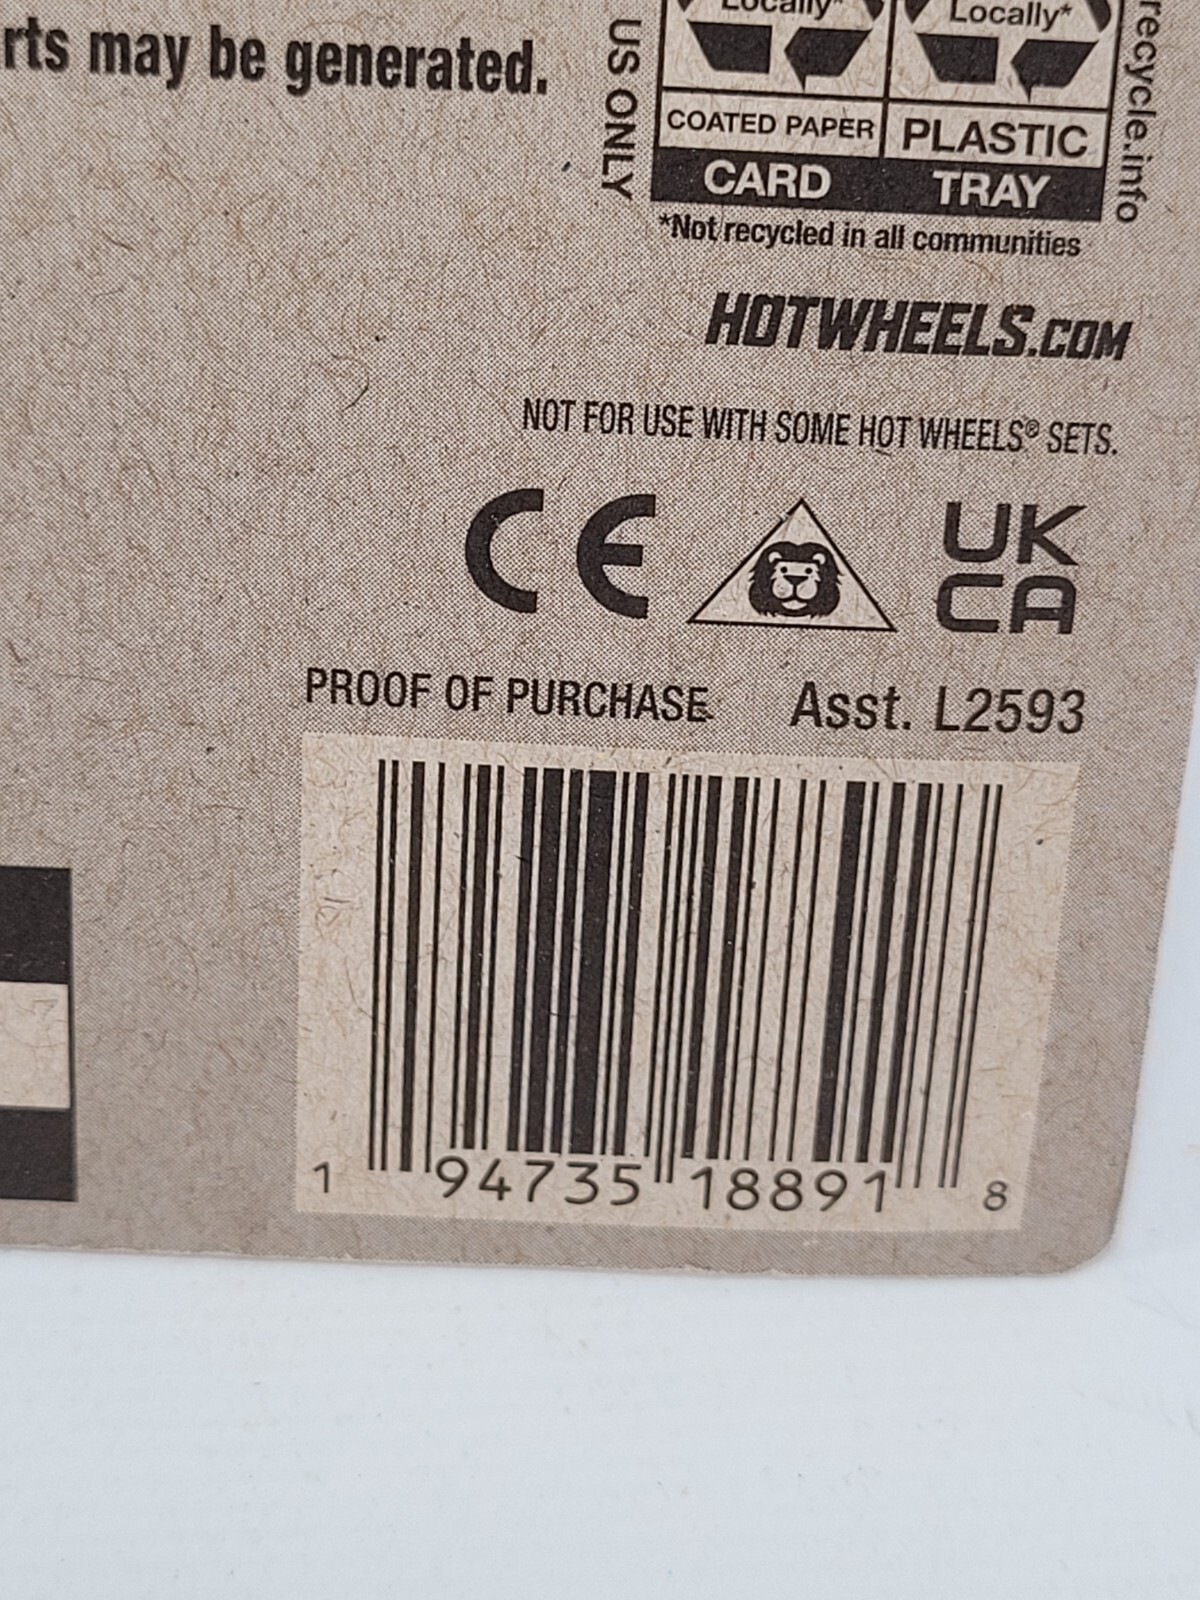 rts may be generated.
US ONLY
Locally*
Locally*
COATED PAPER
PLASTIC
CARD
TRAY
recycle.info
*Not recycled in all communities
HOTWHEELS.COM
NOT FOR USE WITH SOME HOT WHEELS® SETS.
CE
UK
CA
PROOF OF PURCHASE. Asst. L2593
1 94735 18891 8